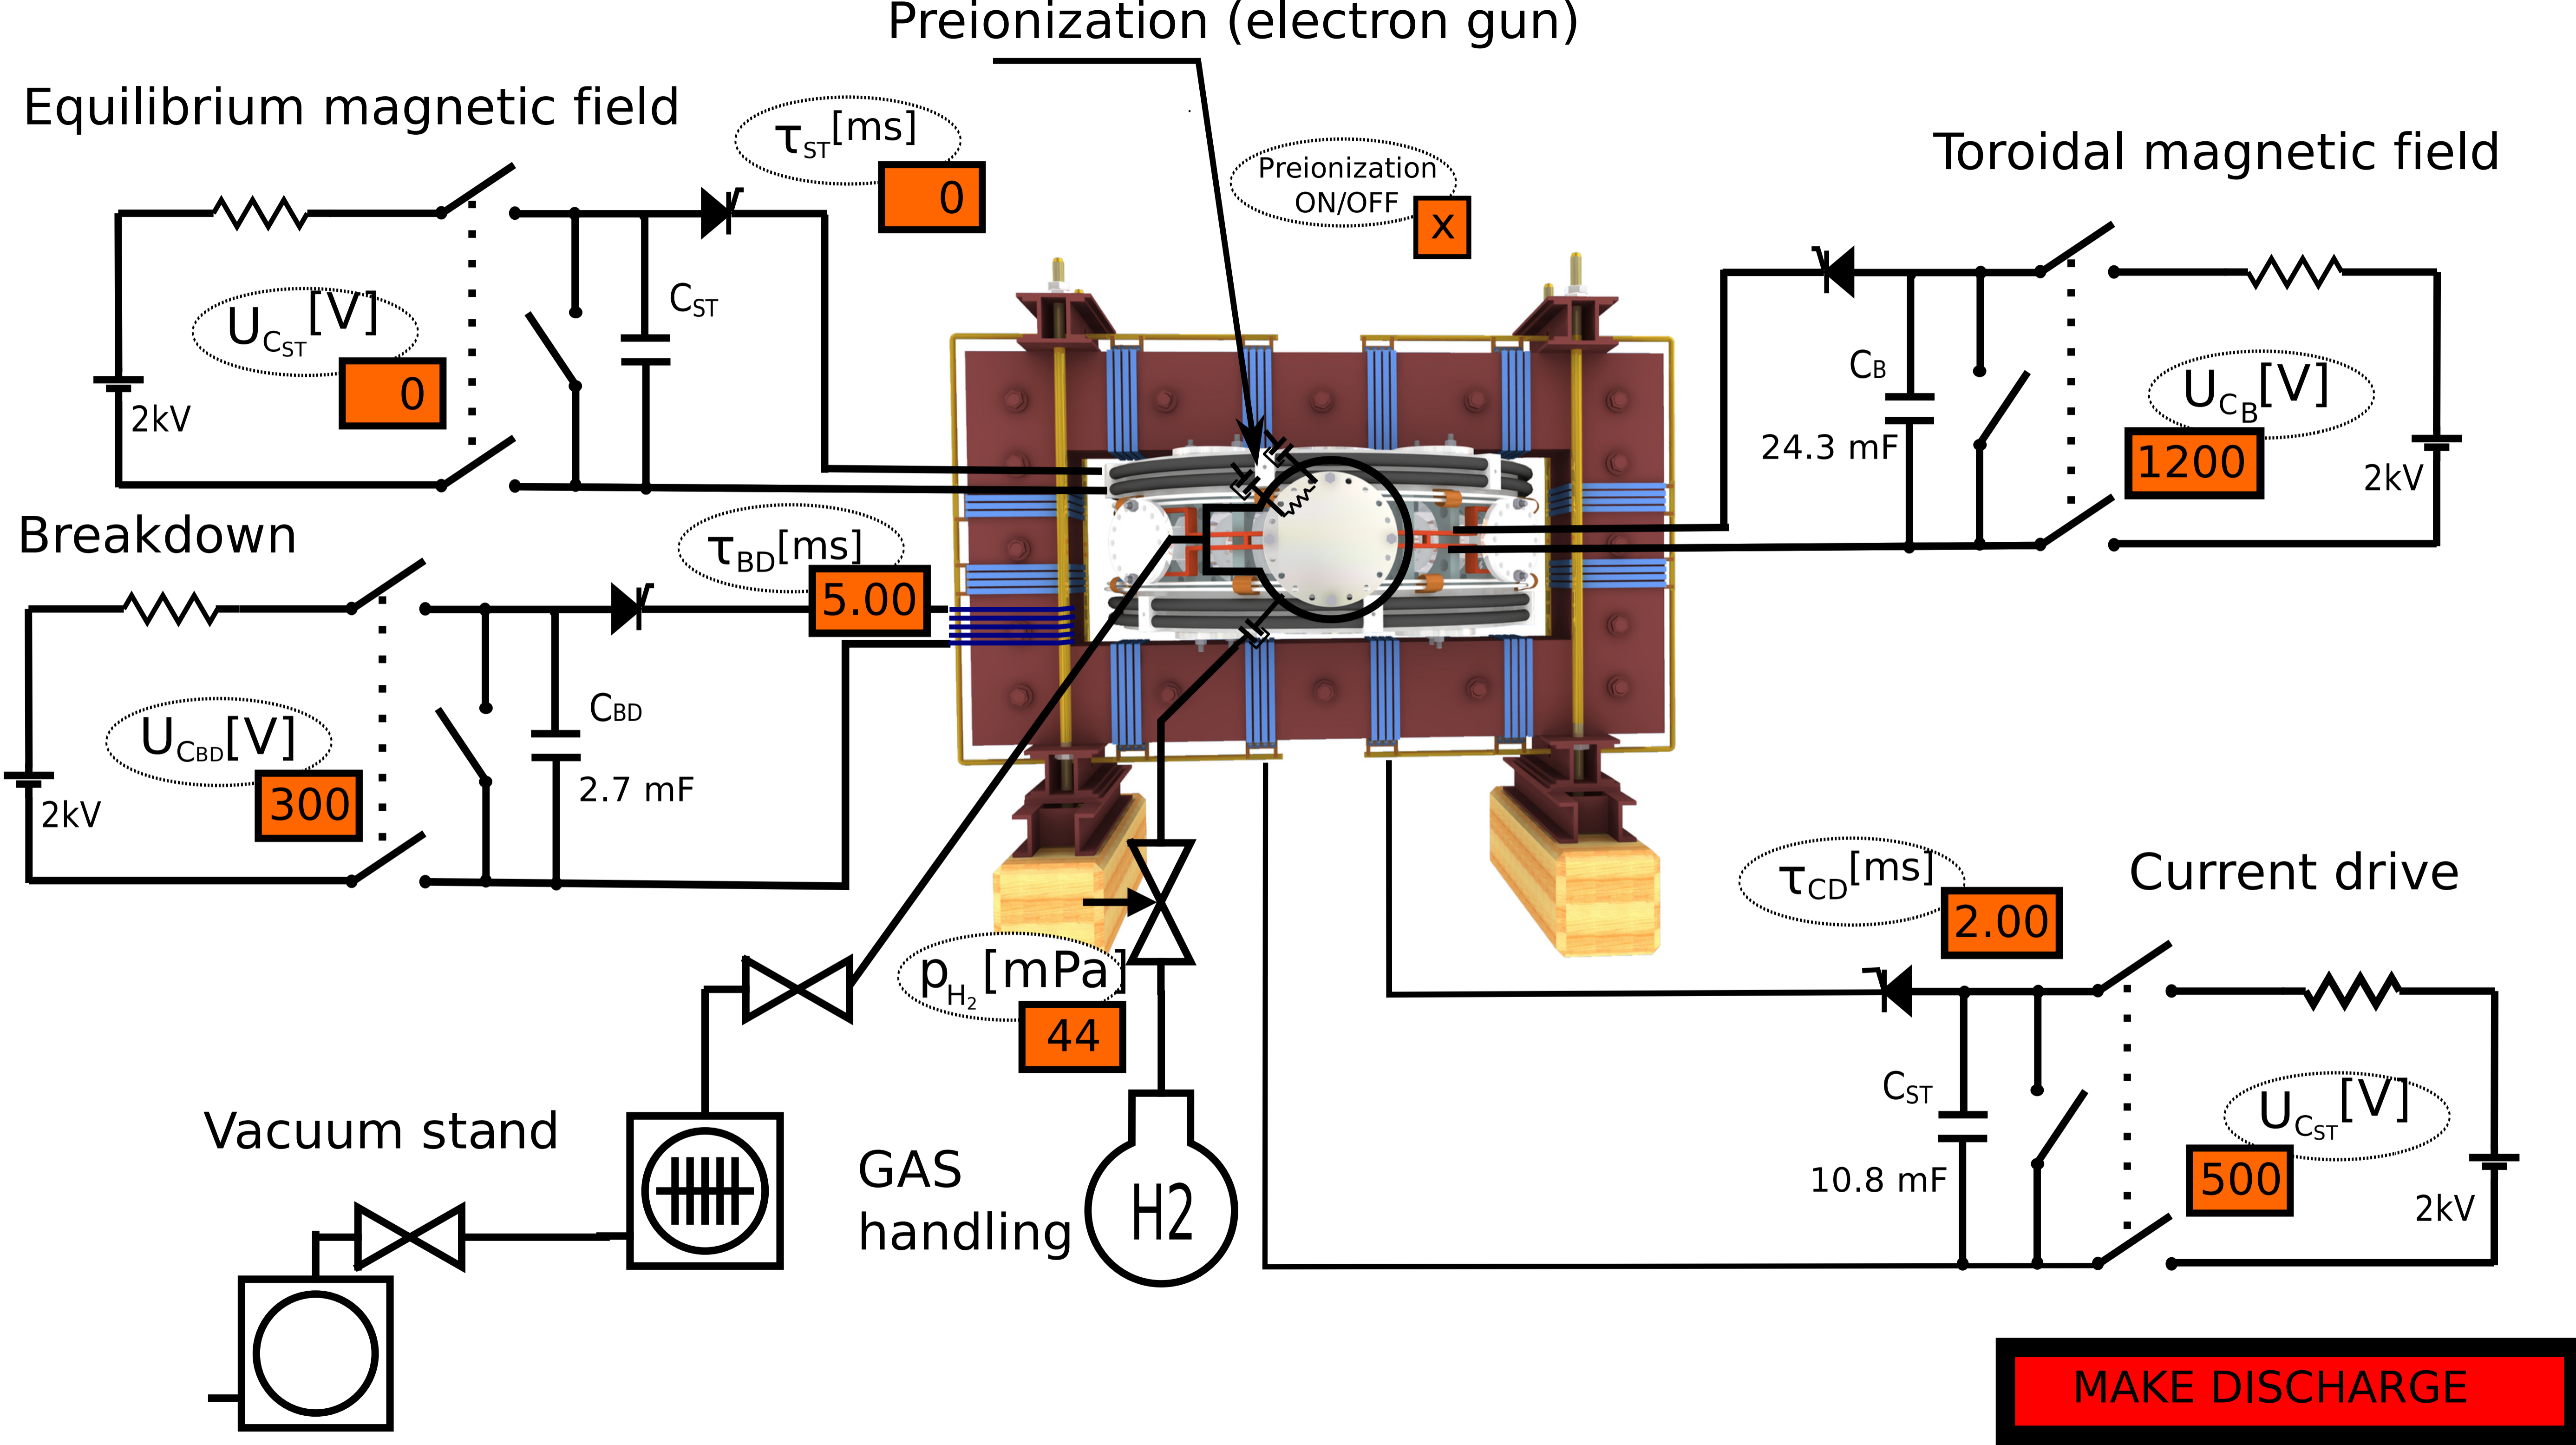 Preionization (electron gun)
Equilibrium magnetic field
τST[ms]
0
Preionization
ON/OFF
x
Toroidal magnetic field
UCST[V]
0
CST
2kV
CB
24.3 mF
UCB[V]
1200
2kV
Breakdown
τBD[ms]
5.00
UCBD[V]
300
CBD
2.7 mF
2kV
τCD[ms]
2.00
Current drive
pH2[mPa]
44
CST
10.8 mF
UCST[V]
500
2kV
Vacuum stand
GAS
handling
H2
MAKE DISCHARGE